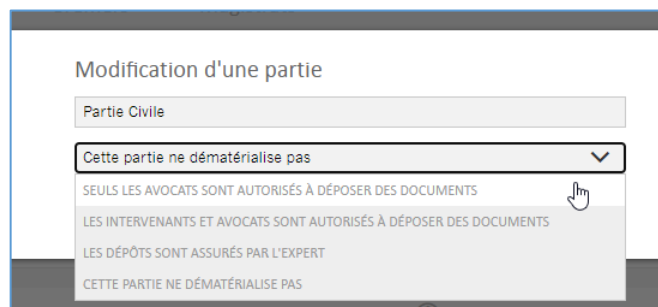 Modification d'une partie
Partie Civile
Cette partie ne dématérialise pas
SEULS LES AVOCATS SONT AUTORISÉS À DÉPOSER DES DOCUMENTS
LES INTERVENANTS ET AVOCATS SONT AUTORISÉS À DÉPOSER DES DOCUMENTS
LES DÉPÔTS SONT ASSURÉS PAR L'EXPERT
CETTE PARTIE NE DÉMATÉRIALISE PAS